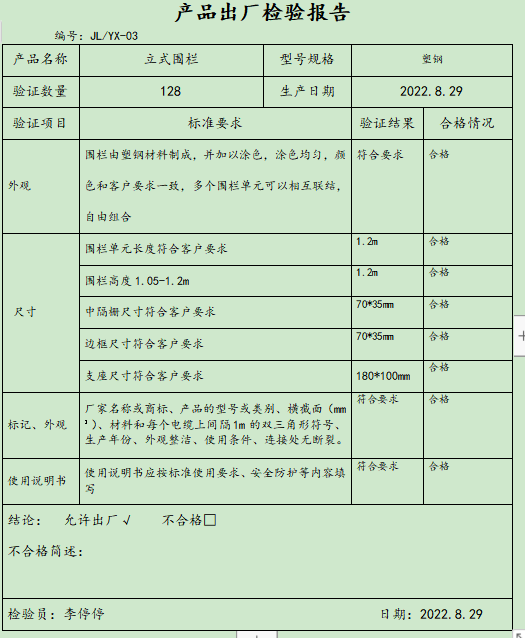 产品出厂检验报告
编号：JL/YX-03
产品名称 立式围栏 型号规格 塑钢
验证数量 128 生产日期 2022.8.29
验证项目 标准要求 验证结果 合格情况
外观 围栏由塑钢材料制成，并加以涂色，涂色均匀，颜 符合要求 合格
色和客户要求一致，多个围栏单元可以相互联结，
自由组合
尺寸 围栏单元长度符合客户要求 1.2m 合格
围栏高度1.05-1.2m 1.2m 合格
中隔栅尺寸符合客户要求 70*35mm 合格
边框尺寸符合客户要求 70*35mm 合格
支座尺寸符合客户要求 180*100mm 合格
标记、外观 厂家名称或商标、产品的型号或类别、横截面（mm 符合要求 合格
²）、材料和每个电缆上间隔1m的双三角形符号、
生产年份、外观整洁、使用条件、连接处无断裂。
使用说明书 使用说明书应按标准使用要求、安全防护等内容填 符合要求 合格
写
结论： 允许出厂√ 不合格□
不合格简述：
检验员：李停停 日期：2022.8.29